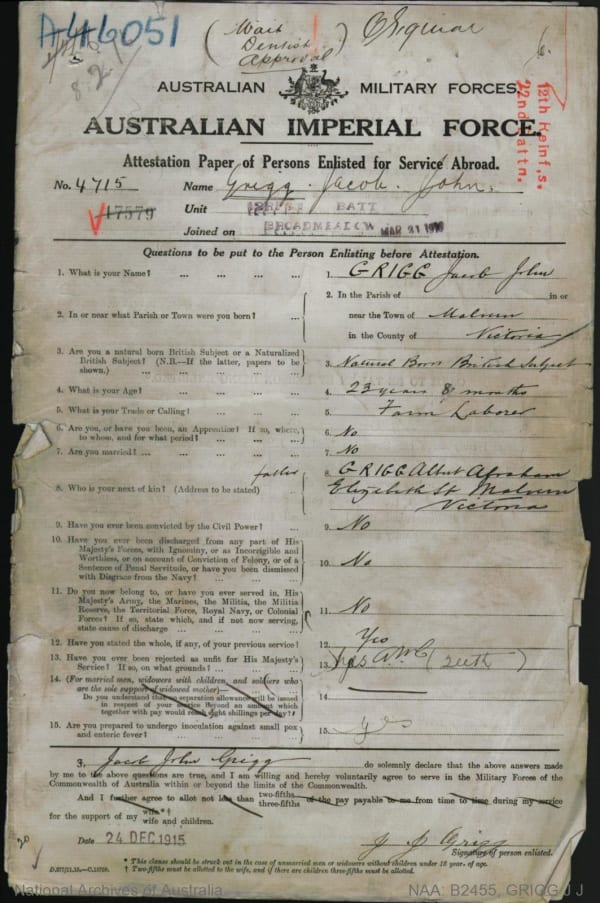 A46051
(Wait Dentist Approval)
8.2
AUSTRALIAN MILITARY FORCES.
AUSTRALIAN IMPERIAL FORCE.
12th Reinf,s.
22nd Battn.
Attestation Paper of Persons Enlisted for Service Abroad.
No. 4715 Name Grigg. Jacob. John.
17579 Unit BATT
Joined on BROADMEADOW MAR 21
Questions to be put to the Person Enlisting before Attestation.
1. What is your Name? ... ... ... ... 1. GRIGG Jacob John
2. In or near what Parish or Town were you born? ... 2. In the Parish of in or
near the Town of Malvern
in the County of Victoria
3. Are you a natural born British Subject or a Naturalized
British Subject? (N.B.—If the latter, papers to be
shown.) ... ... ... ... 3. Natural Born British Subject
4. What is your Age? ... ... ... ... 4. 23 years 8 months
5. What is your Trade or Calling? ... ... ... 5. Farm Laborer
6. Are you, or have you been, an Apprentice? If so, where,
to whom, and for what period? ... ... ... 6. No
7. Are you married? ... ... ... ... 7. No
father
8. Who is your next of kin? (Address to be stated) ... 8. GRIGG Albert Abraham
Elizabeth St Malvern
Victoria
9. Have you ever been convicted by the Civil Power? ... 9. No
10. Have you ever been discharged from any part of His
Majesty's Forces, with Ignominy, or as Incorrigible and
Worthless, or on account of Conviction of Felony, or of a
Sentence of Penal Servitude, or have you been dismissed
with Disgrace from the Navy? ... ... ... 10. No
11. Do you now belong to, or have you ever served in, His
Majesty's Army, the Marines, the Militia, the Militia
Reserve, the Territorial Force, Royal Navy, or Colonial
Forces? If so, state which, and if not now serving,
state cause of discharge ... ... ... ... 11. No
12. Have you stated the whole, if any, of your previous service? 12. Yes
13. Have you ever been rejected as unfit for His Majesty's
Service? If so, on what grounds? ... ... ... 13. Yes (teeth)
14. (For married men, widowers with children, and soldiers who
are the sole support of widowed mother)—
Do you understand that no separation allowance will be issued
in respect of your service beyond an amount which
together with pay would reach eight shillings per day? 14.
15. Are you prepared to undergo inoculation against small pox
and enteric fever? ... ... ... ... 15. Yes
I, Jacob John Grigg do solemnly declare that the above answers made
by me to the above questions are true, and I am willing and hereby voluntarily agree to serve in the Military Forces of the
Commonwealth of Australia within or beyond the limits of the Commonwealth.
And I further agree to allot not less than two-fifths three-fifths of the pay payable to me from time to time during my service
for the support of my wife*† wife and children.
Date 24 DEC 1915 J J Grigg
Signature of person enlisted.
* This clause should be struck out in the case of unmarried men or widowers without children under 18 year of age.
† Two-fifths must be allotted to the wife, and if there are children three-fifths must be allotted.
National Archives of Australia NAA: B2455, GRIGG J J